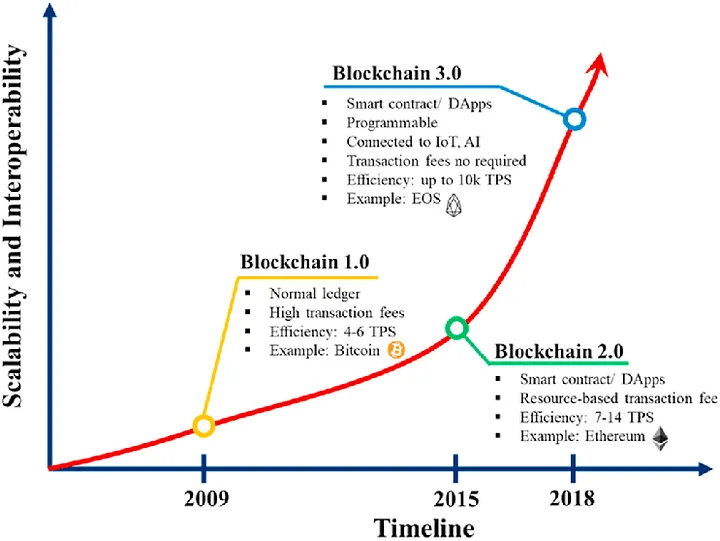 Scalability and Interoperability
Blockchain 3.0
▪ Smart contract/ DApps
▪ Programmable
▪ Connected to IoT, AI
▪ Transaction fees no required
▪ Efficiency: up to 10k TPS
▪ Example: EOS
Blockchain 1.0
▪ Normal ledger
▪ High transaction fees
▪ Efficiency: 4-6 TPS
▪ Example: Bitcoin
Blockchain 2.0
▪ Smart contract/ DApps
▪ Resource-based transaction fee
▪ Efficiency: 7-14 TPS
▪ Example: Ethereum
2009
2015
2018
Timeline